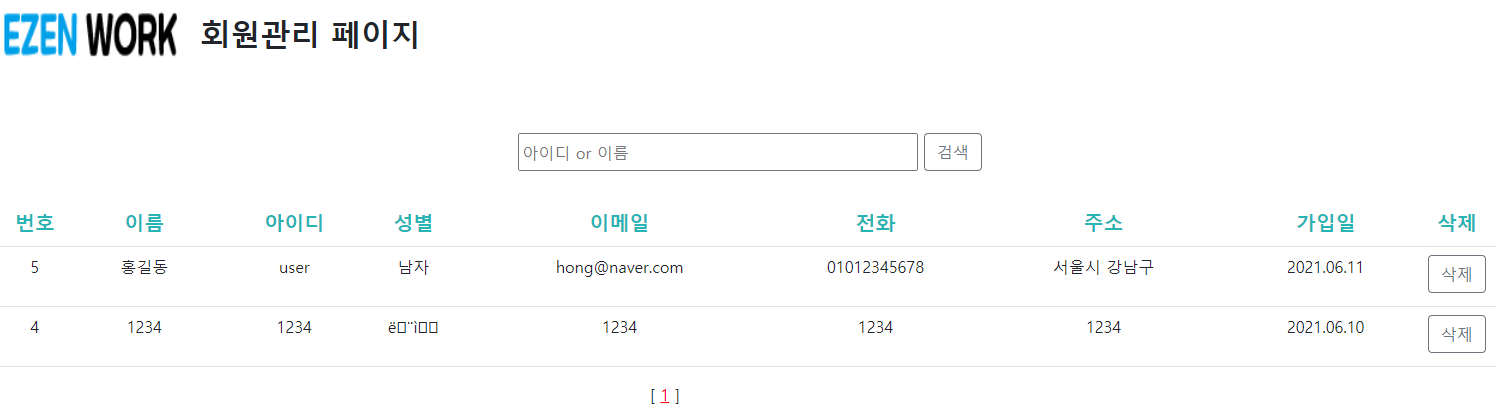 EZEN WORK 회원관리 페이지
아이디 or 이름 검색
번호 이름 아이디 성별 이메일 전화 주소 가입일 삭제
5 홍길동 user 남자 hong@naver.com 01012345678 서울시 강남구 2021.06.11 삭제
4 1234 1234 ë□¨ì□□ 1234 1234 1234 2021.06.10 삭제
[ 1 ]